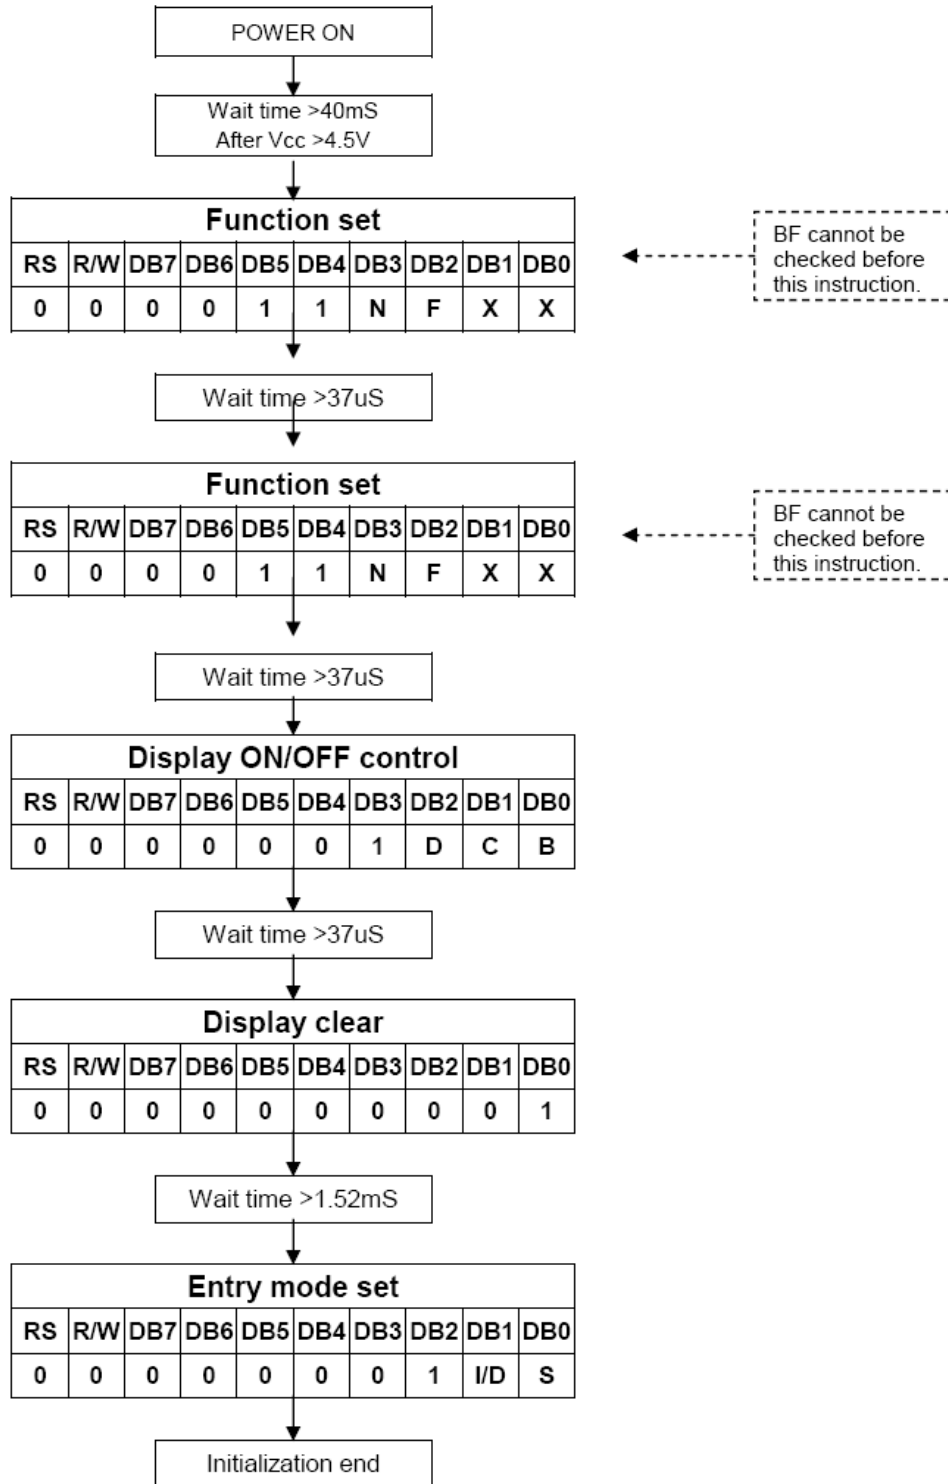 POWER ON
Wait time >40mS
After Vcc >4.5V
Function set
RS R/W DB7 DB6 DB5 DB4 DB3 DB2 DB1 DB0
0 0 0 0 1 1 N F X X
BF cannot be
checked before
this instruction.
Wait time >37uS
Function set
RS R/W DB7 DB6 DB5 DB4 DB3 DB2 DB1 DB0
0 0 0 0 1 1 N F X X
BF cannot be
checked before
this instruction.
Wait time >37uS
Display ON/OFF control
RS R/W DB7 DB6 DB5 DB4 DB3 DB2 DB1 DB0
0 0 0 0 0 0 1 D C B
Wait time >37uS
Display clear
RS R/W DB7 DB6 DB5 DB4 DB3 DB2 DB1 DB0
0 0 0 0 0 0 0 0 0 1
Wait time >1.52mS
Entry mode set
RS R/W DB7 DB6 DB5 DB4 DB3 DB2 DB1 DB0
0 0 0 0 0 0 0 1 I/D S
Initialization end